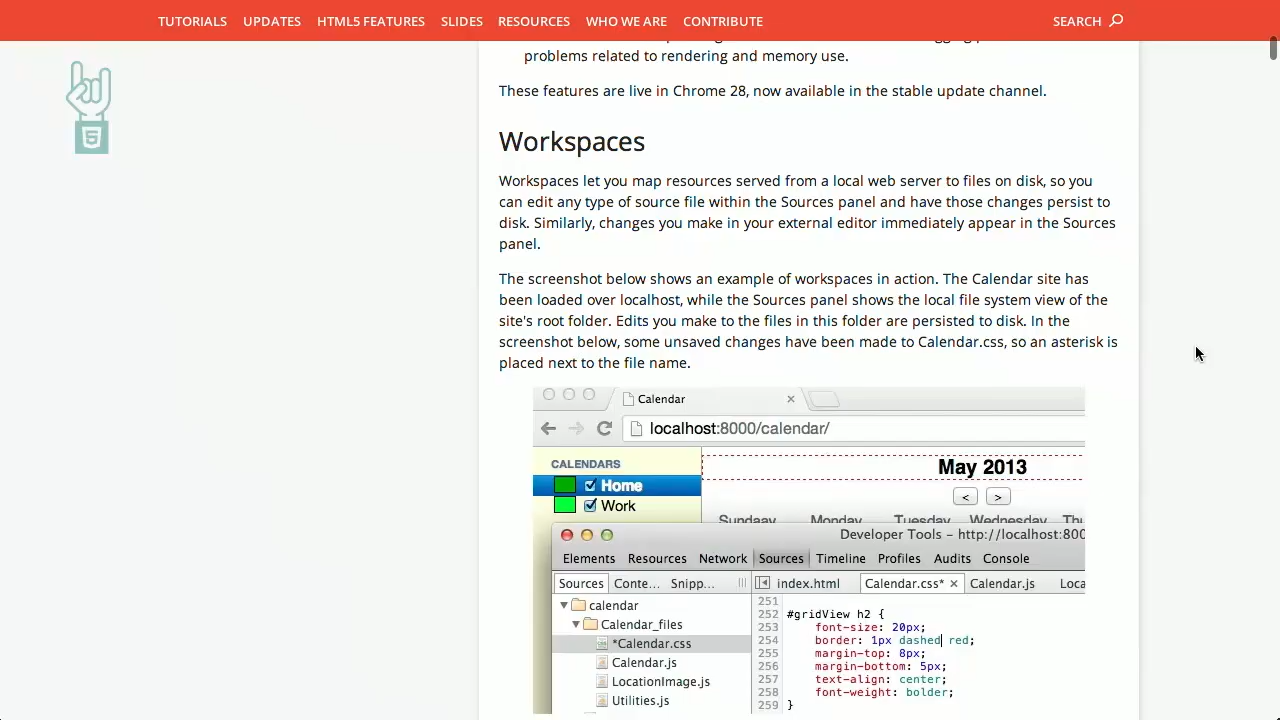 TUTORIALS UPDATES HTML5 FEATURES SLIDES RESOURCES WHO WE ARE CONTRIBUTE SEARCH
problems related to rendering and memory use.
These features are live in Chrome 28, now available in the stable update channel.
Workspaces
Workspaces let you map resources served from a local web server to files on disk, so you
can edit any type of source file within the Sources panel and have those changes persist to
disk. Similarly, changes you make in your external editor immediately appear in the Sources
panel.
The screenshot below shows an example of workspaces in action. The Calendar site has
been loaded over localhost, while the Sources panel shows the local file system view of the
site's root folder. Edits you make to the files in this folder are persisted to disk. In the
screenshot below, some unsaved changes have been made to Calendar.css, so an asterisk is
placed next to the file name.
Calendar
localhost:8000/calendar/
CALENDARS
May 2013
Home
< >
Work
Sunday Monday Tuesday Wednesday Thu
Developer Tools - http://localhost:800
Elements Resources Network Sources Timeline Profiles Audits Console
Sources Conte... Snipp... index.html Calendar.css* × Calendar.js Loca
calendar
Calendar_files
*Calendar.css
Calendar.js
LocationImage.js
Utilities.js
251
252 #gridView h2 {
253 font-size: 20px;
254 border: 1px dashed red;
255 margin-top: 8px;
256 margin-bottom: 5px;
257 text-align: center;
258 font-weight: bolder;
259 }